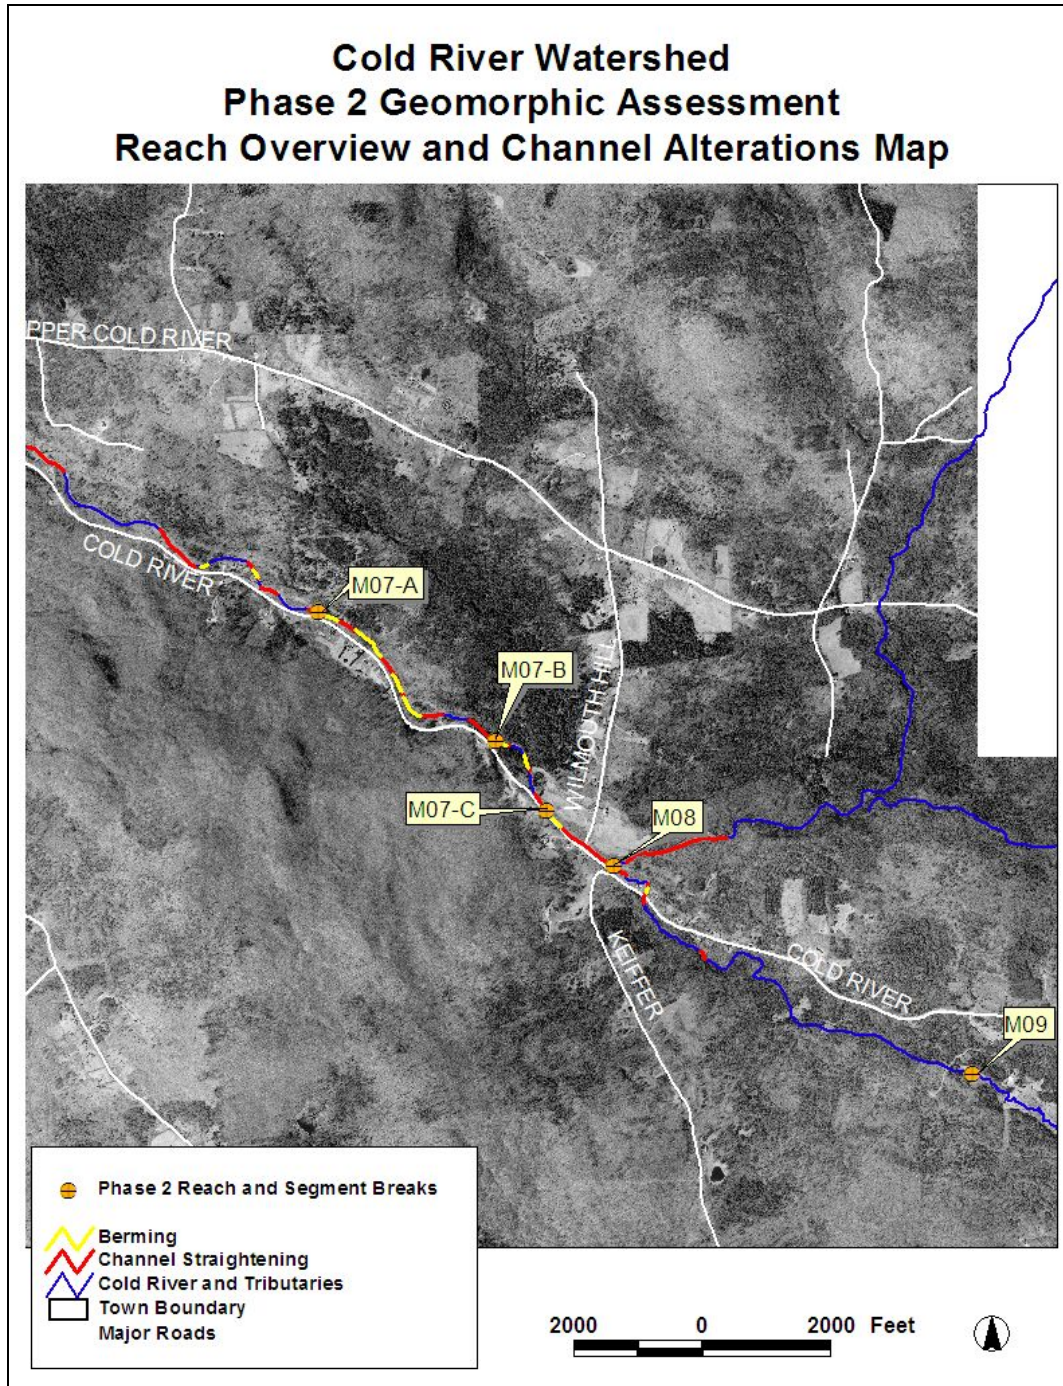 Cold River Watershed
Phase 2 Geomorphic Assessment
Reach Overview and Channel Alterations Map
PPER COLD RIVER
COLD RIVER
M07-A
M07-B
WILMOUTH HILL
M07-C
M08
KEIFFER
COLD RIVER
M09
Phase 2 Reach and Segment Breaks
Berming
Channel Straightening
Cold River and Tributaries
Town Boundary
Major Roads
2000 0 2000 Feet